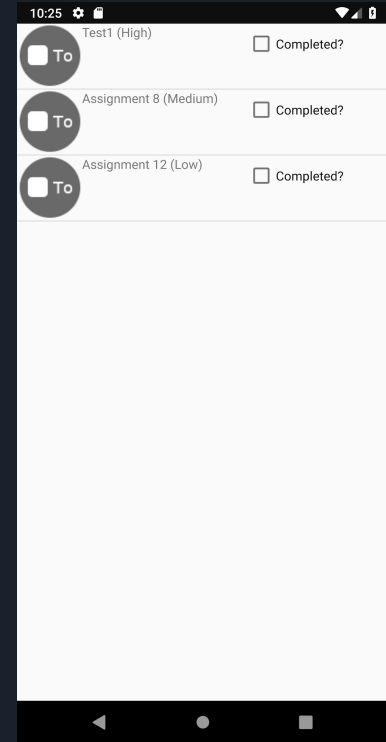 10:25
To Test1 (High) Completed?
To Assignment 8 (Medium) Completed?
To Assignment 12 (Low) Completed?